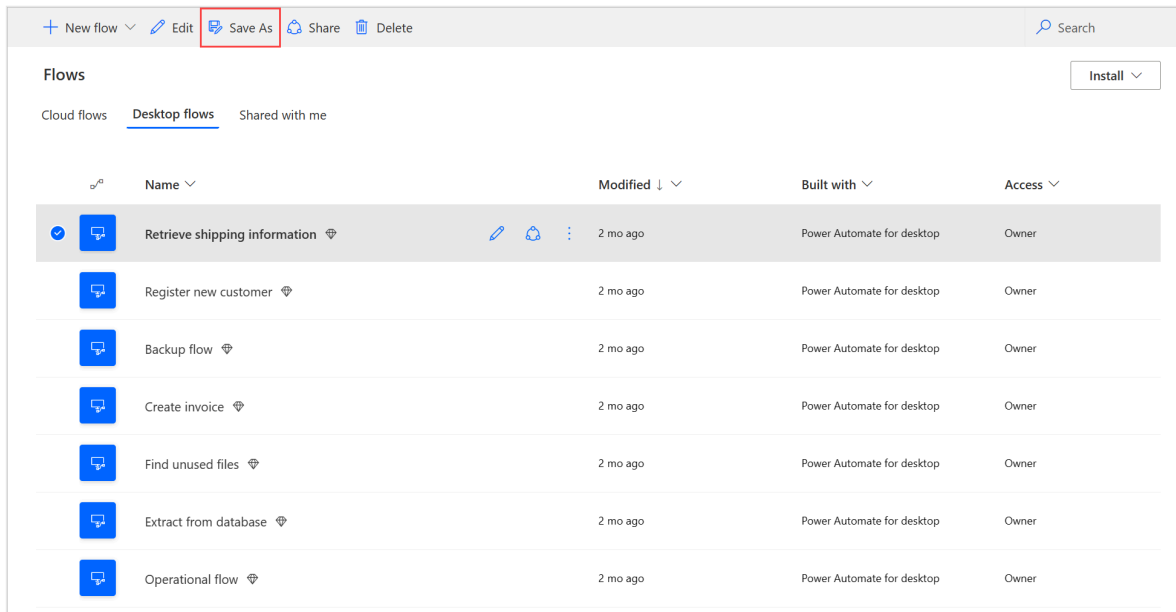 New flow Edit Save As Share Delete Search
Flows
Install
Cloud flows Desktop flows Shared with me
Name Modified ↓ Built with Access
Retrieve shipping information 2 mo ago Power Automate for desktop Owner
Register new customer 2 mo ago Power Automate for desktop Owner
Backup flow 2 mo ago Power Automate for desktop Owner
Create invoice 2 mo ago Power Automate for desktop Owner
Find unused files 2 mo ago Power Automate for desktop Owner
Extract from database 2 mo ago Power Automate for desktop Owner
Operational flow 2 mo ago Power Automate for desktop Owner